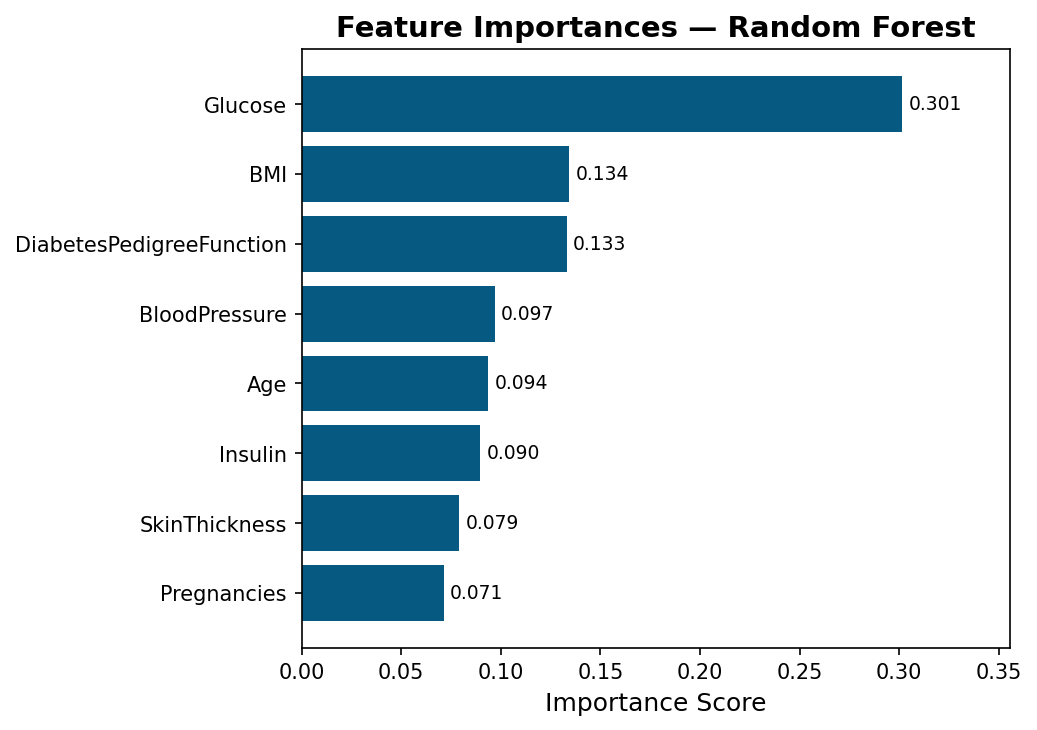 Feature Importances — Random Forest
Glucose 0.301
BMI 0.134
DiabetesPedigreeFunction 0.133
BloodPressure 0.097
Age 0.094
Insulin 0.090
SkinThickness 0.079
Pregnancies 0.071
0.00 0.05 0.10 0.15 0.20 0.25 0.30 0.35
Importance Score